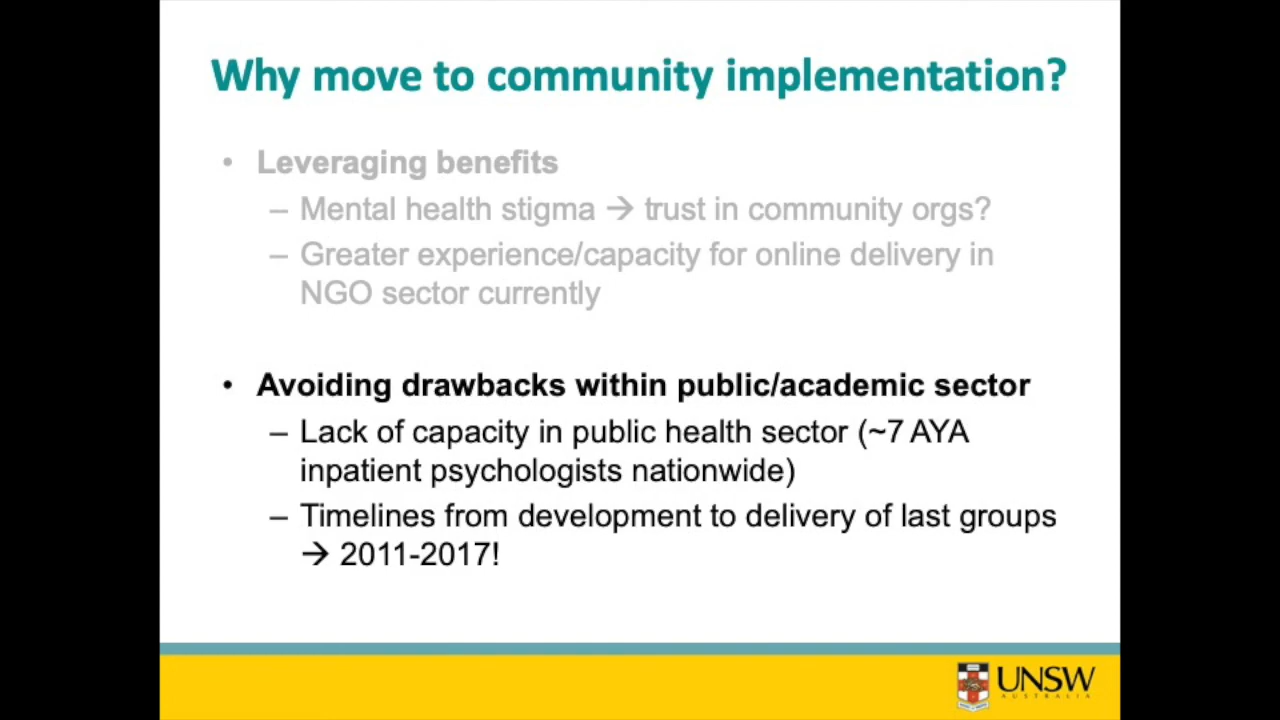 Why move to community implementation?
• Leveraging benefits
– Mental health stigma → trust in community orgs?
– Greater experience/capacity for online delivery in
NGO sector currently
• Avoiding drawbacks within public/academic sector
– Lack of capacity in public health sector (~7 AYA
inpatient psychologists nationwide)
– Timelines from development to delivery of last groups
→ 2011-2017!
UNSW
AUSTRALIA